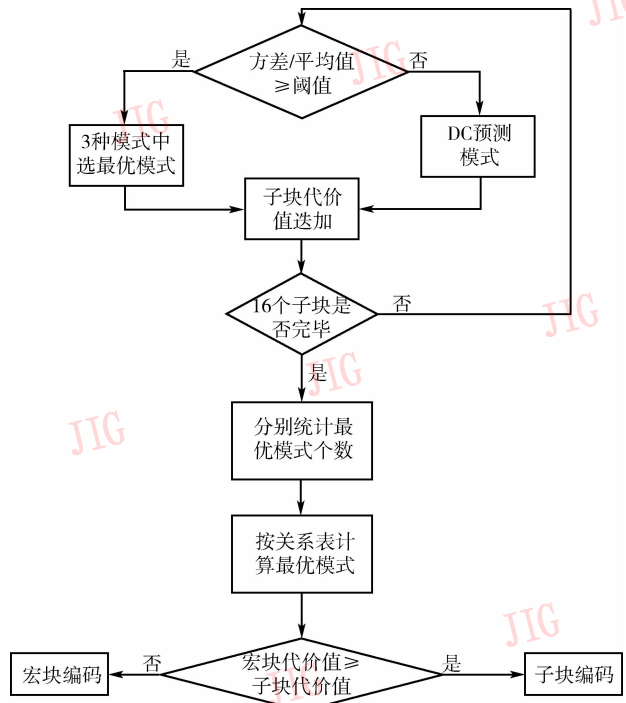 JIG
方差/平均值
≥阈值
是
否
JIG
JIG
3种模式中
选最优模式
DC预测
模式
子块代价
值迭加
16个子块是
否完毕
否
JIG
是
JIG
分别统计最
优模式个数
JIG
按关系表计
算最优模式
JIG
宏块代价值≥
子块代价值
否
是
JIG
宏块编码
子块编码